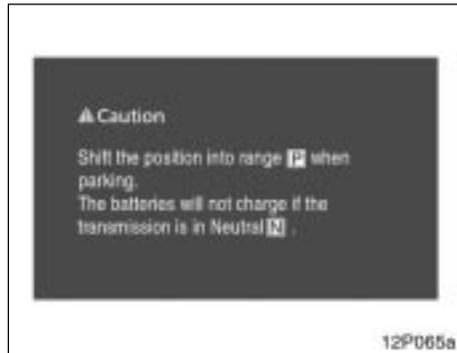 ⚠ Caution
Shift the position into range P when
parking.
The batteries will not charge if the
transmission is in Neutral N .
12P065a